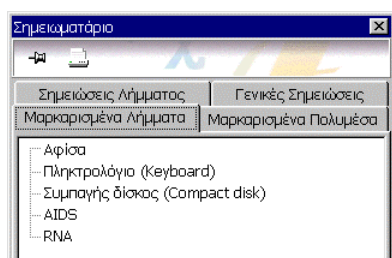 Σημειωματάριο
Σημειώσεις Λήμματος Γενικές Σημειώσεις
Μαρκαρισμένα Λήμματα Μαρκαρισμένα Πολυμέσα
Αφίσα
Πληκτρολόγιο (Keyboard)
Συμπαγής δίσκος (Compact disk)
AIDS
RNA